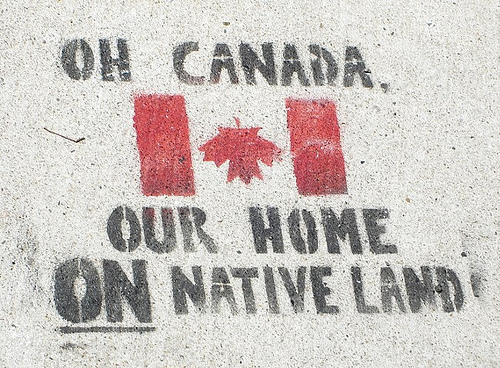 OH CANADA,
OUR HOME
ON NATIVE LAND!